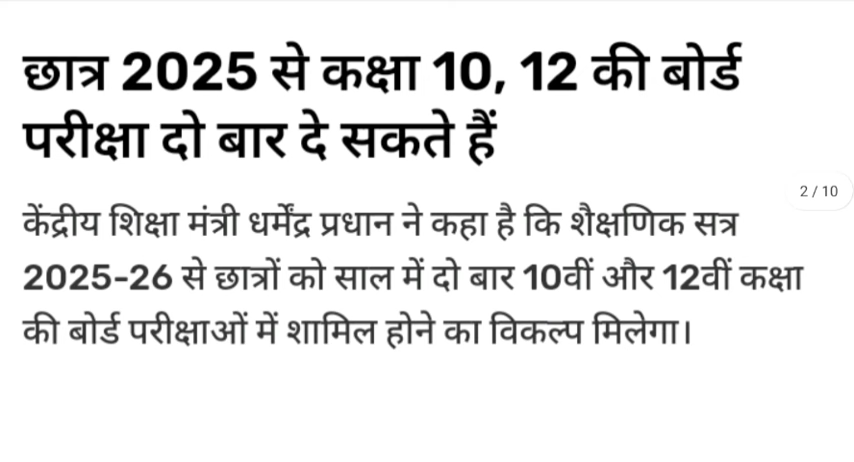 छात्र 2025 से कक्षा 10, 12 की बोर्ड
परीक्षा दो बार दे सकते हैं
2 / 10
केंद्रीय शिक्षा मंत्री धर्मेंद्र प्रधान ने कहा है कि शैक्षणिक सत्र
2025-26 से छात्रों को साल में दो बार 10वीं और 12वीं कक्षा
की बोर्ड परीक्षाओं में शामिल होने का विकल्प मिलेगा।